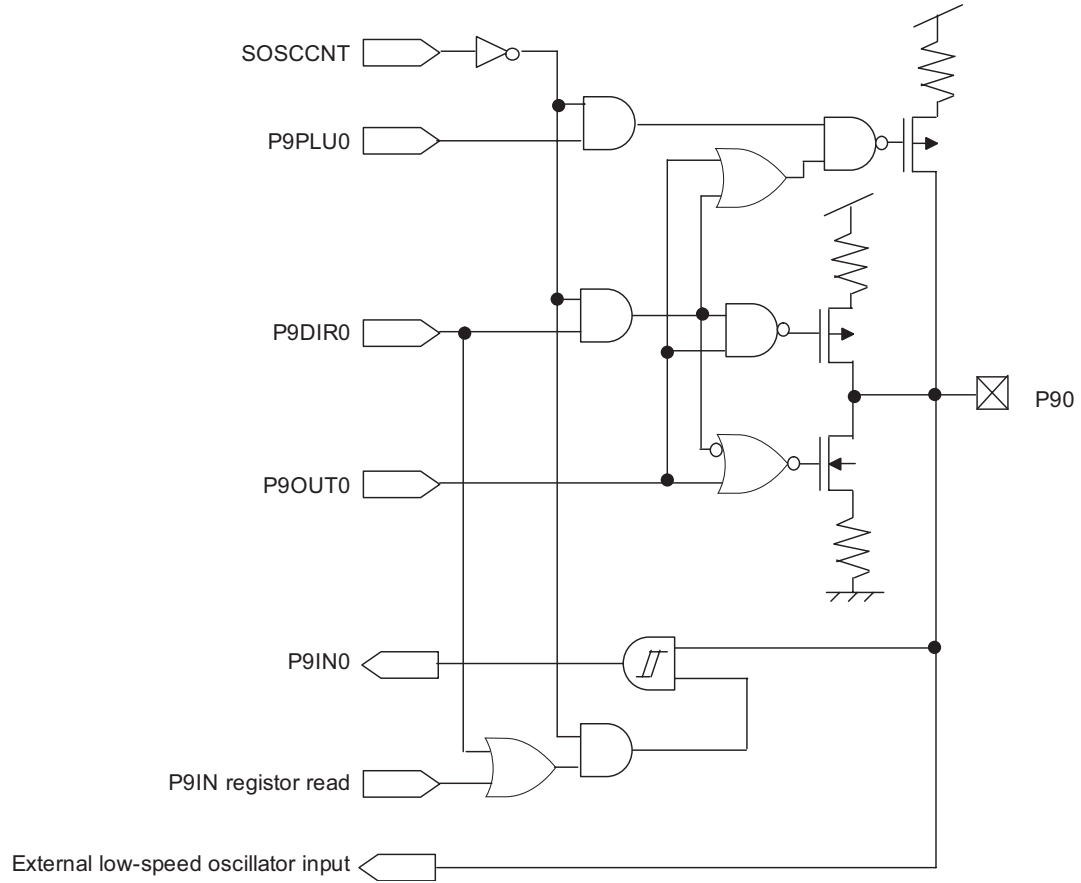 SOSCCNT
P9PLU0
P9DIR0
P90
P9OUT0
P9IN0
P9IN registor read
External low-speed oscillator input